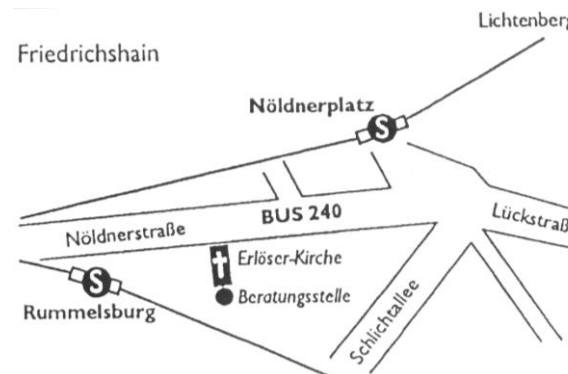 Lichtenberg
Friedrichshain
Nöldnerplatz
S
BUS 240
Lückstraß
Nöldnerstraße
Erlöser-Kirche
S
Beratungsstelle
Rummelsburg
Schlichtallee